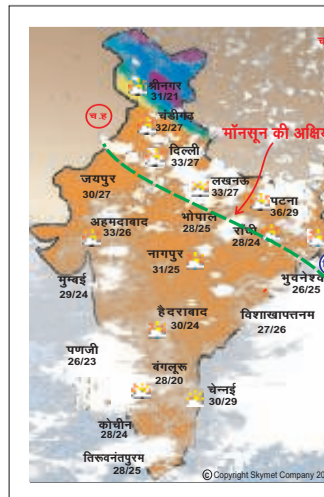 श्रीनगर
31/21
च.ह
चंडीगढ़
32/27
मॉनसून की
दिल्ली
33/27
लखनऊ
33/27
जयपुर
30/27
पटना
36/29
अहमदाबाद
33/26
भोपाल
28/25
रांची
28/24
नागपुर
31/25
भुवनेश्व
26/25
मुम्बई
29/24
विशाखापत्तनम
27/26
हैदराबाद
30/24
पणजी
26/23
बंगलूरू
28/20
चेन्नई
30/29
कोचीन
28/24
तिरूवनंतपुरम
28/25
© Copyright Skymet Company 20